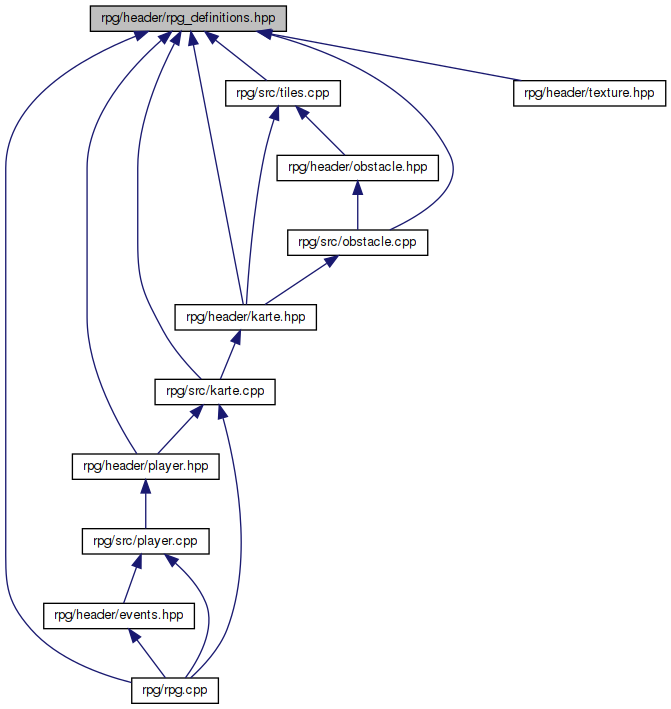 rpg/header/rpg_definitions.hpp
rpg/src/tiles.cpp
rpg/header/texture.hpp
rpg/header/obstacle.hpp
rpg/src/obstacle.cpp
rpg/header/karte.hpp
rpg/src/karte.cpp
rpg/header/player.hpp
rpg/src/player.cpp
rpg/header/events.hpp
rpg/rpg.cpp